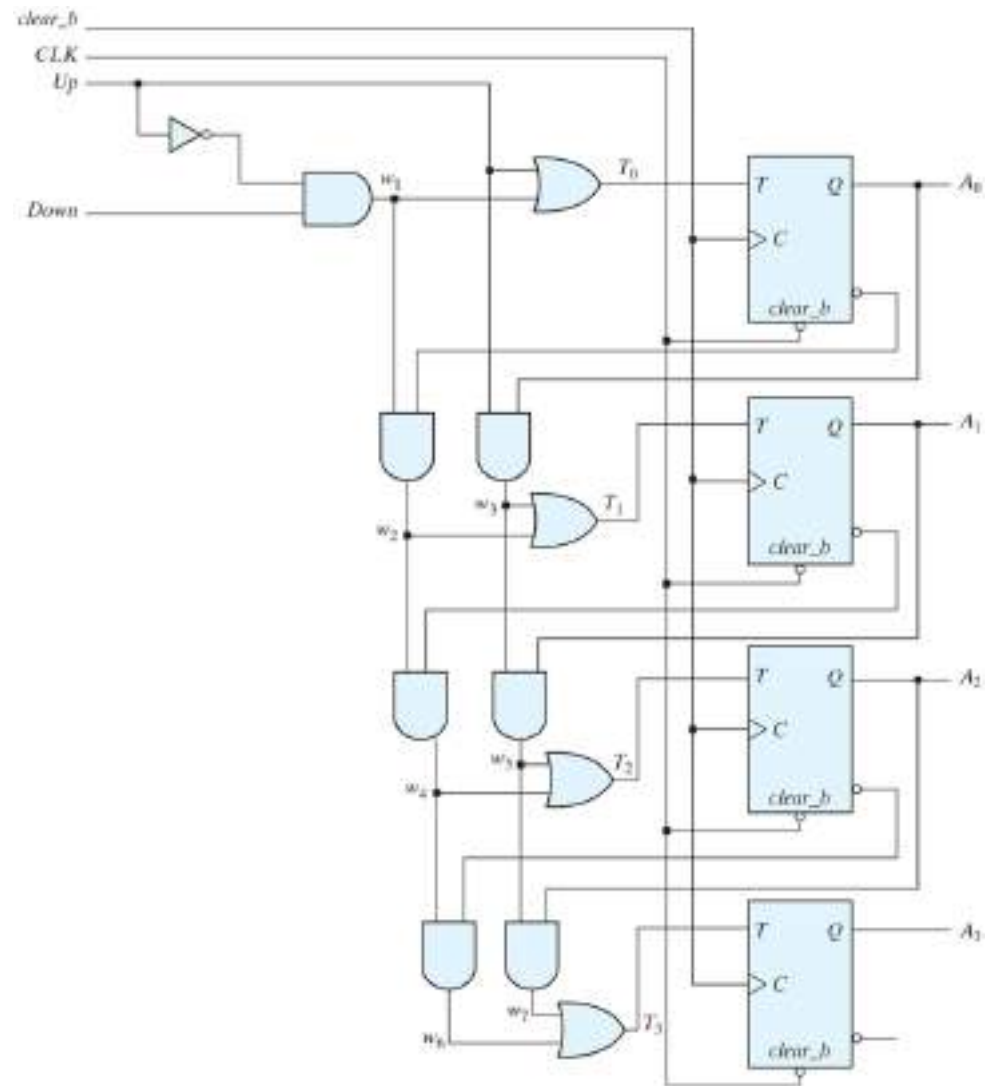 clear_b
CLK
Up
Down
w₁
T₀
T Q
A₀
C
clear_b
T Q
A₁
C
clear_b
w₃
T₁
w₂
T Q
A₂
C
clear_b
w₅
T₂
w₄
T Q
A₃
C
clear_b
w₇
T₃
w₆